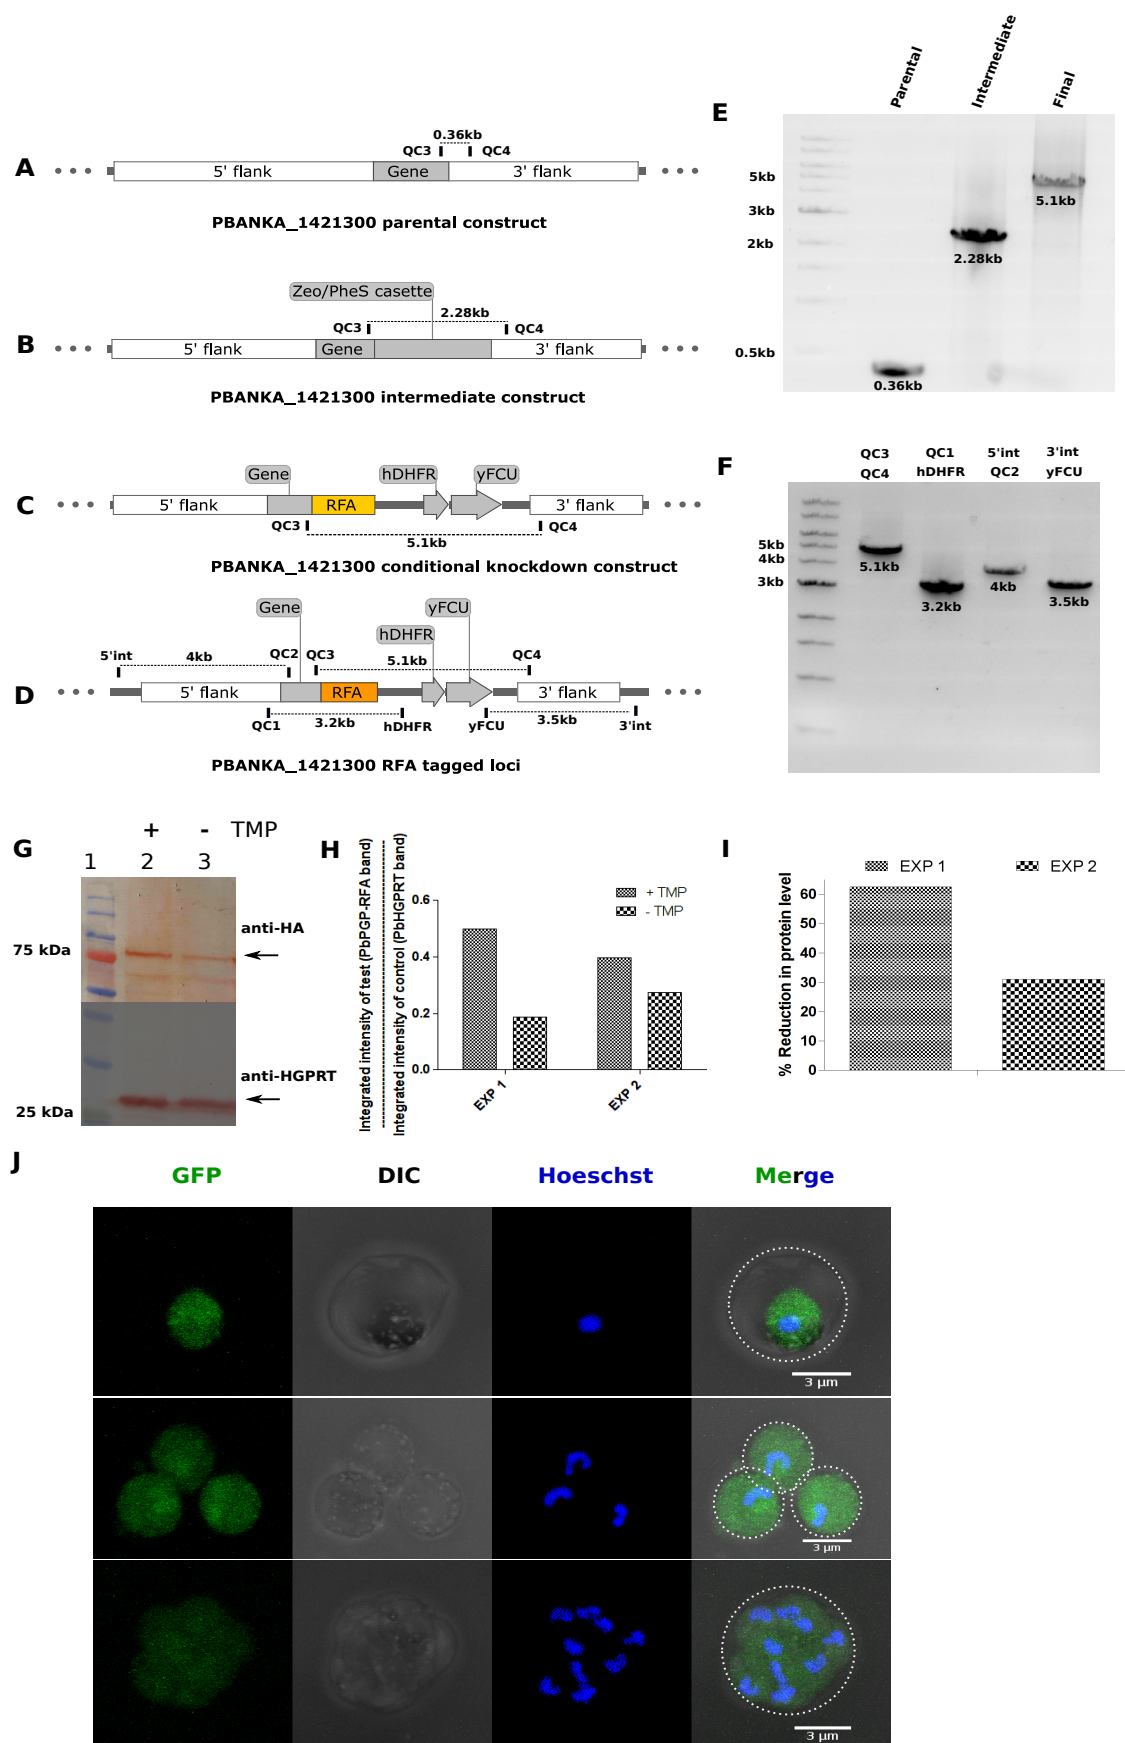 A
0.36kb
QC3 QC4
5' flank Gene 3' flank
PBANKA_1421300 parental construct
B
Zeo/PheS casette
2.28kb
QC3 QC4
5' flank Gene 3' flank
PBANKA_1421300 intermediate construct
C
Gene hDHFR yFCU
5' flank RFA 3' flank
QC3 QC4
5.1kb
PBANKA_1421300 conditional knockdown construct
D
Gene yFCU
hDHFR
5'int 4kb QC2 QC3 5.1kb QC4
5' flank RFA 3' flank
QC1 3.2kb hDHFR yFCU 3.5kb 3'int
PBANKA_1421300 RFA tagged loci
E
Parental Intermediate Final
5kb
3kb
2kb
0.5kb
5.1kb
2.28kb
0.36kb
F
QC3 QC1 5'int 3'int
QC4 hDHFR QC2 yFCU
5kb
4kb
3kb
5.1kb
3.2kb
4kb
3.5kb
G
+ - TMP
1 2 3
75 kDa
anti-HA
anti-HGPRT
25 kDa
H
Integrated intensity of test (PbPGP-RFA band)
Integrated intensity of control (PbHGPRT band)
+ TMP
- TMP
0.6
0.4
0.2
0.0
EXP 1
EXP 2
I
EXP 1 EXP 2
% Reduction in protein level
60
50
40
30
20
10
0
J
GFP DIC Hoeschst Merge
3 µm
3 µm
3 µm